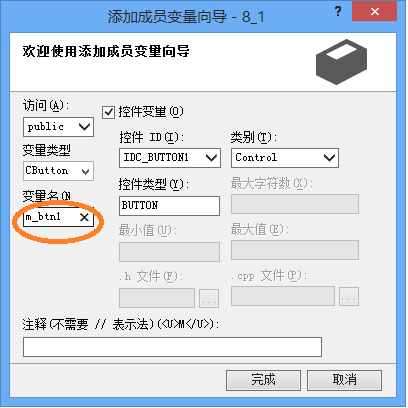 添加成员变量向导 - 8_1
欢迎使用添加成员变量向导
访问(A):
public
控件变量(O)
变量类型
CButton
控件 ID(I):
IDC_BUTTON1
类别(T):
Control
变量名(N
m_btn1
控件类型(Y):
BUTTON
最大字符数(X):
最小值(U):
最大值(E):
.h 文件(F):
...
.cpp 文件(P):
...
注释(不需要 // 表示法)(<U>M</U>):
完成
取消